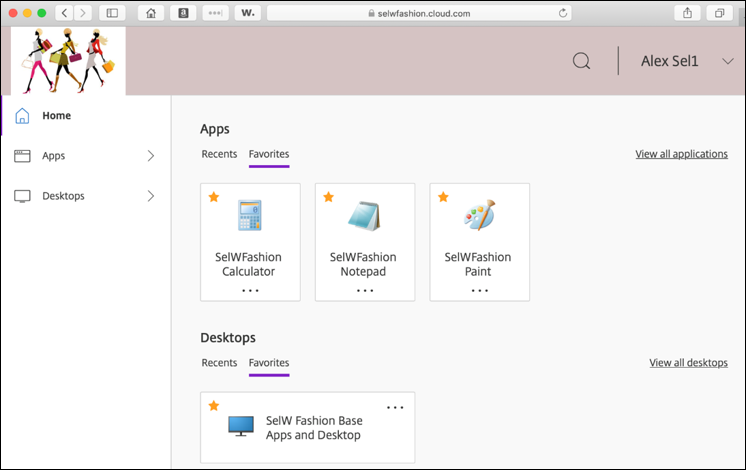 W.
selwfashion.cloud.com
Alex Sel1
Home
Apps
Desktops
Apps
Recents Favorites View all applications
SelWFashion
Calculator
...
SelWFashion
Notepad
...
SelWFashion
Paint
...
Desktops
Recents Favorites View all desktops
...
SelW Fashion Base
Apps and Desktop